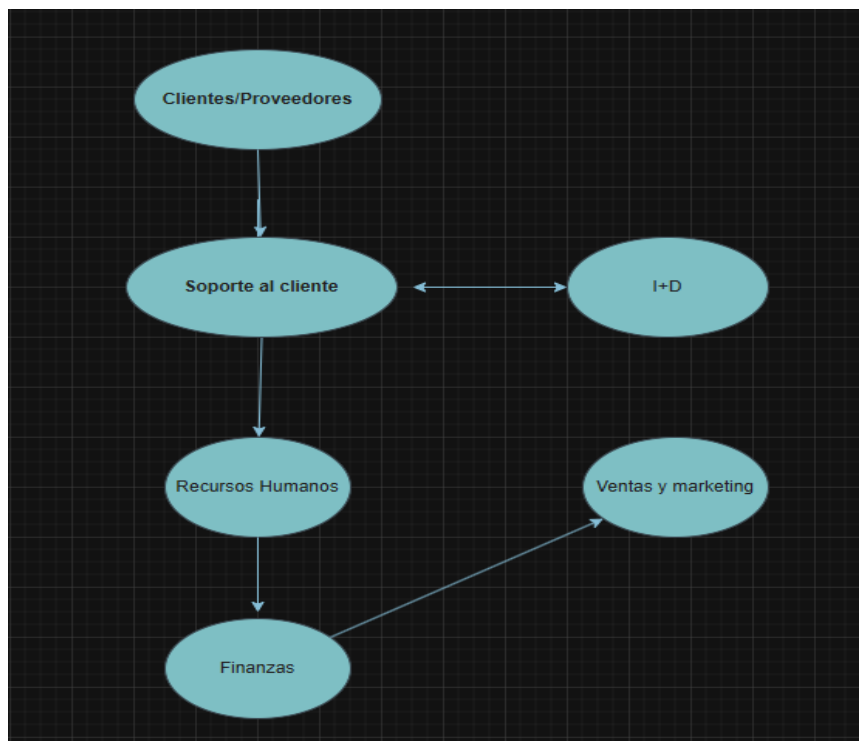 Clientes/Proveedores
Soporte al cliente
I+D
Recursos Humanos
Ventas y marketing
Finanzas